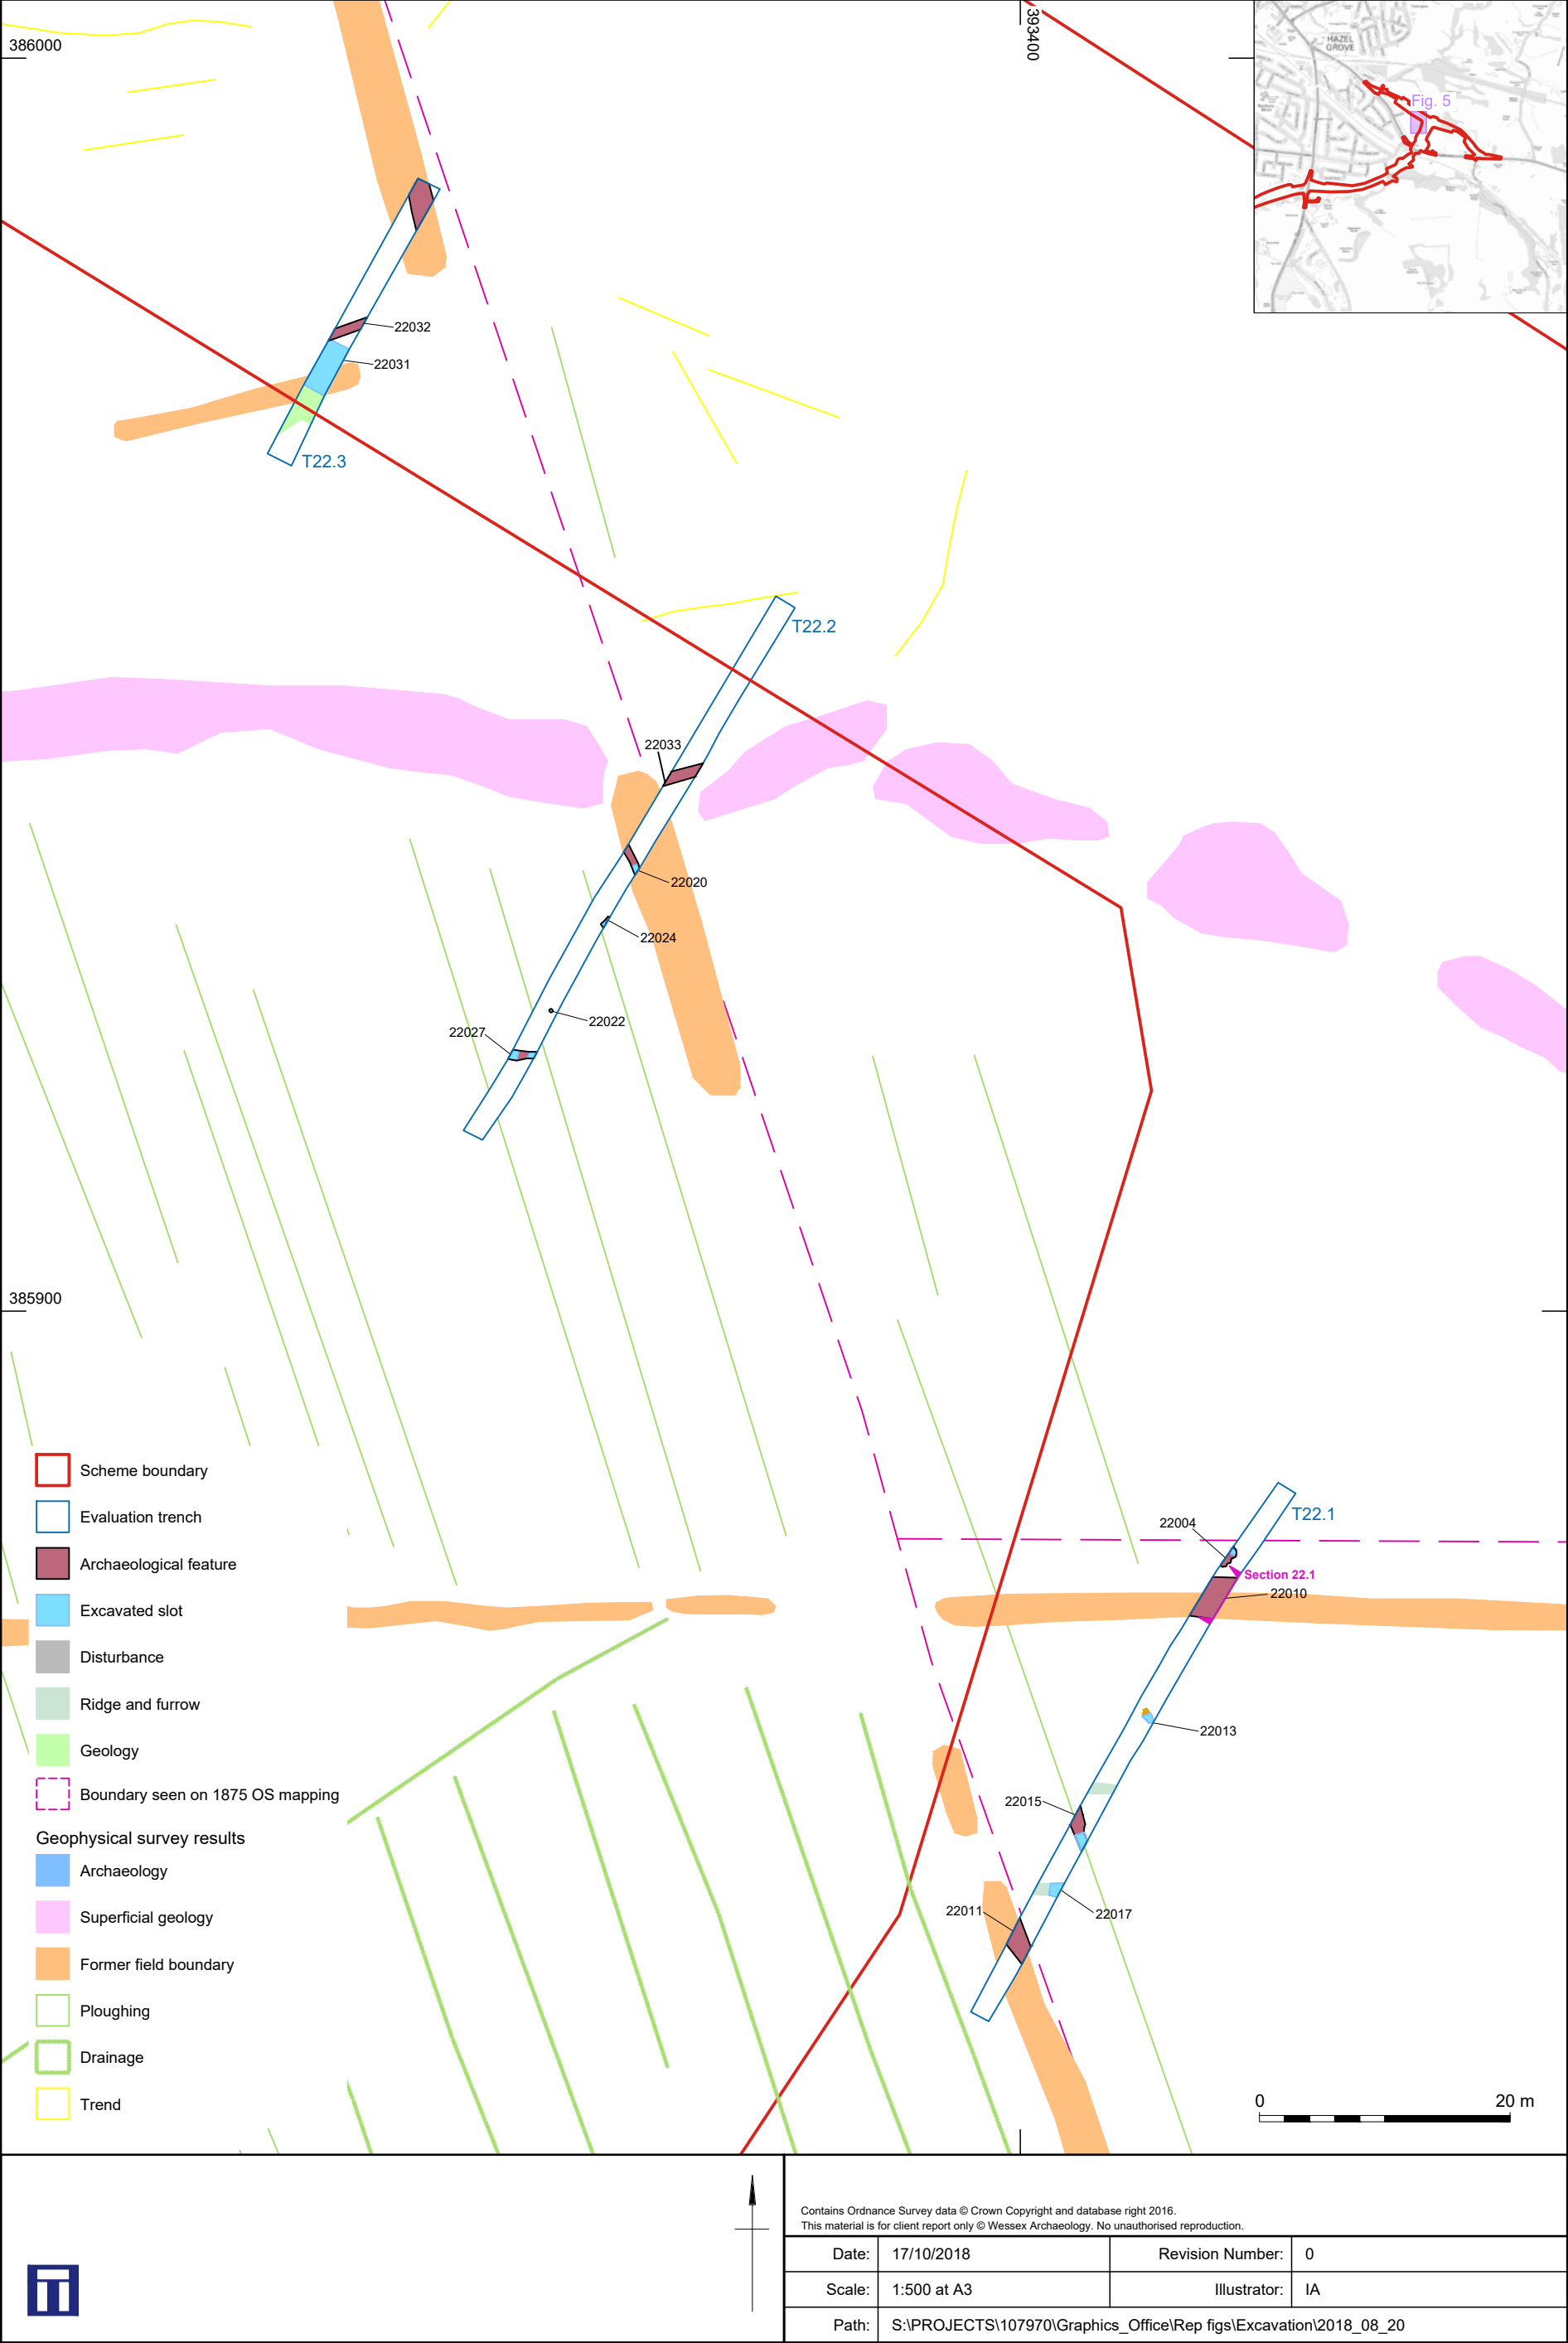 386000
393400
HAZEL
GROVE
Fig. 5
22032
22031
T22.3
T22.2
22033
22020
22024
22022
22027
385900
T22.1
22004
Section 22.1
22010
22013
22015
22017
22011
Scheme boundary
Evaluation trench
Archaeological feature
Excavated slot
Disturbance
Ridge and furrow
Geology
Boundary seen on 1875 OS mapping
Geophysical survey results
Archaeology
Superficial geology
Former field boundary
Ploughing
Drainage
Trend
0 20 m
Contains Ordnance Survey data © Crown Copyright and database right 2016.
This material is for client report only © Wessex Archaeology. No unauthorised reproduction.
Date: 17/10/2018 Revision Number: 0
Scale: 1:500 at A3 Illustrator: IA
Path: S:\PROJECTS\107970\Graphics_Office\Rep figs\Excavation\2018_08_20